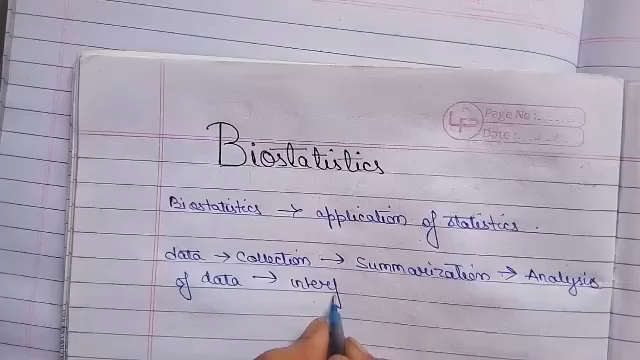 Page No:
Date:
Biostatistics
Biostatistics → application of statistics.
data → Collection → Summarization → Analysis
of data → interp